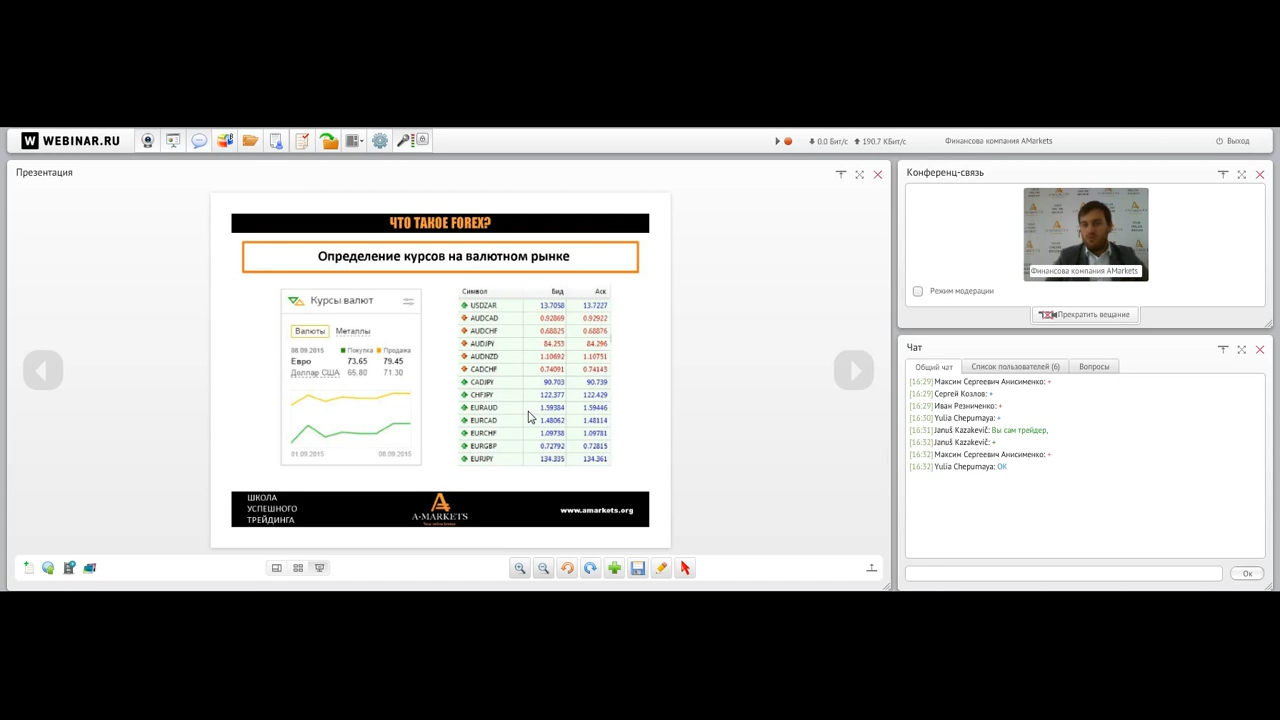 WEBINAR.RU
0.0 Бит/с 190.7 КБит/с
Финансова компания AMarkets
Выход
Презентация
ЧТО ТАКОЕ FOREX?
Определение курсов на валютном рынке
Курсы валют
Валюты Металлы
08.09.2015 Покупка Продажа
Евро 73.65 79.45
Доллар США 65.80 71.30
01.09.2015 08.09.2015
Символ Бид Аск
USDZAR 13.7058 13.7227
AUDCAD 0.92869 0.92922
AUDCHF 0.68825 0.68876
AUDJPY 84.253 84.296
AUDNZD 1.10692 1.10751
CADCHF 0.74091 0.74143
CADJPY 90.703 90.739
CHFJPY 122.377 122.429
EURAUD 1.59384 1.59446
EURCAD 1.48062 1.48114
EURCHF 1.09738 1.09781
EURGBP 0.72792 0.72815
EURJPY 134.335 134.361
ШКОЛА
УСПЕШНОГО
ТРЕЙДИНГА
A-MARKETS
www.amarkets.org
Конференц-связь
Финансова компания AMarkets
Режим модерации
Прекратить вещание
Чат
Общий чат Список пользователей (6) Вопросы
[16:29] Максим Сергеевич Анисименко: +
[16:29] Сергей Козлов: +
[16:29] Иван Резниченко: +
[16:30] Yulia Chepurnaya: +
[16:31] Januš Kazakevič: Вы сам трейдер,
[16:32] Januš Kazakevič: +
[16:32] Максим Сергеевич Анисименко: +
[16:32] Yulia Chepurnaya: OK
Ок